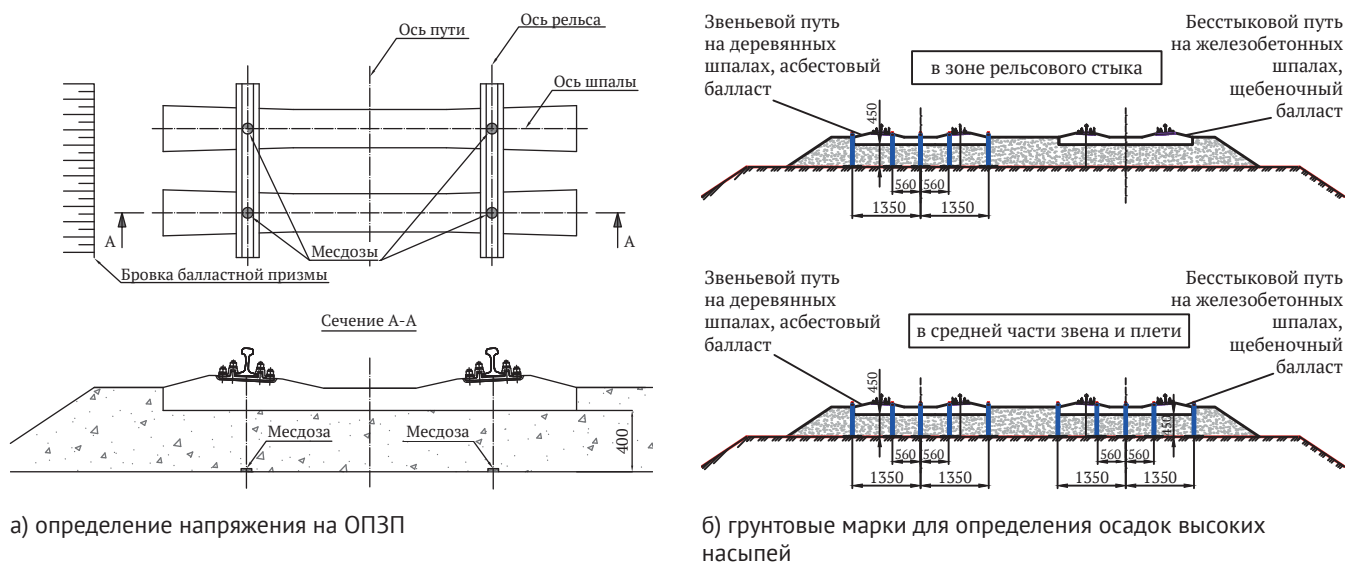 Ось пути
Ось рельса
Ось шпалы
А
А
Месдозы
Бровка балластной призмы
Сечение А-А
Месдоза
Месдоза
400
а) определение напряжения на ОПЗП
Звеньевой путь
на деревянных
шпалах, асбестовый
балласт
в зоне рельсового стыка
Бесстыковой путь
на железобетонных
шпалах,
щебеночный
балласт
450
560
560
1350
1350
Звеньевой путь
на деревянных
шпалах, асбестовый
балласт
в средней части звена и плети
Бесстыковой путь
на железобетонных
шпалах,
щебеночный
балласт
450
450
560
560
560
560
1350
1350
1350
1350
б) грунтовые марки для определения осадок высоких
насыпей